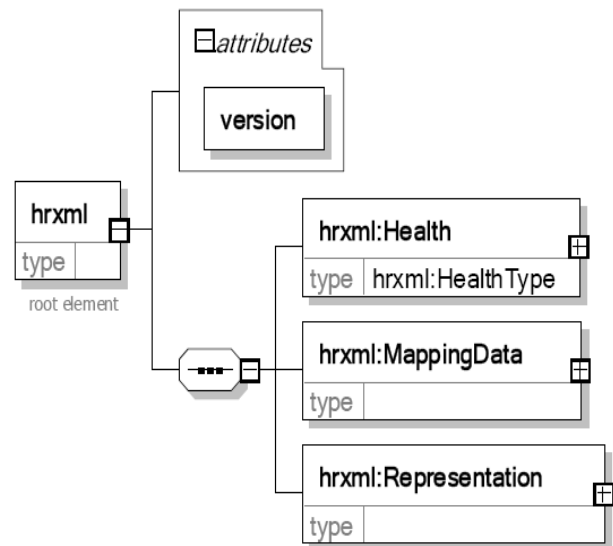 attributes
version
hrxml
type
root element
hrxml:Health
type hrxml:HealthType
hrxml:MappingData
type
hrxml:Representation
type